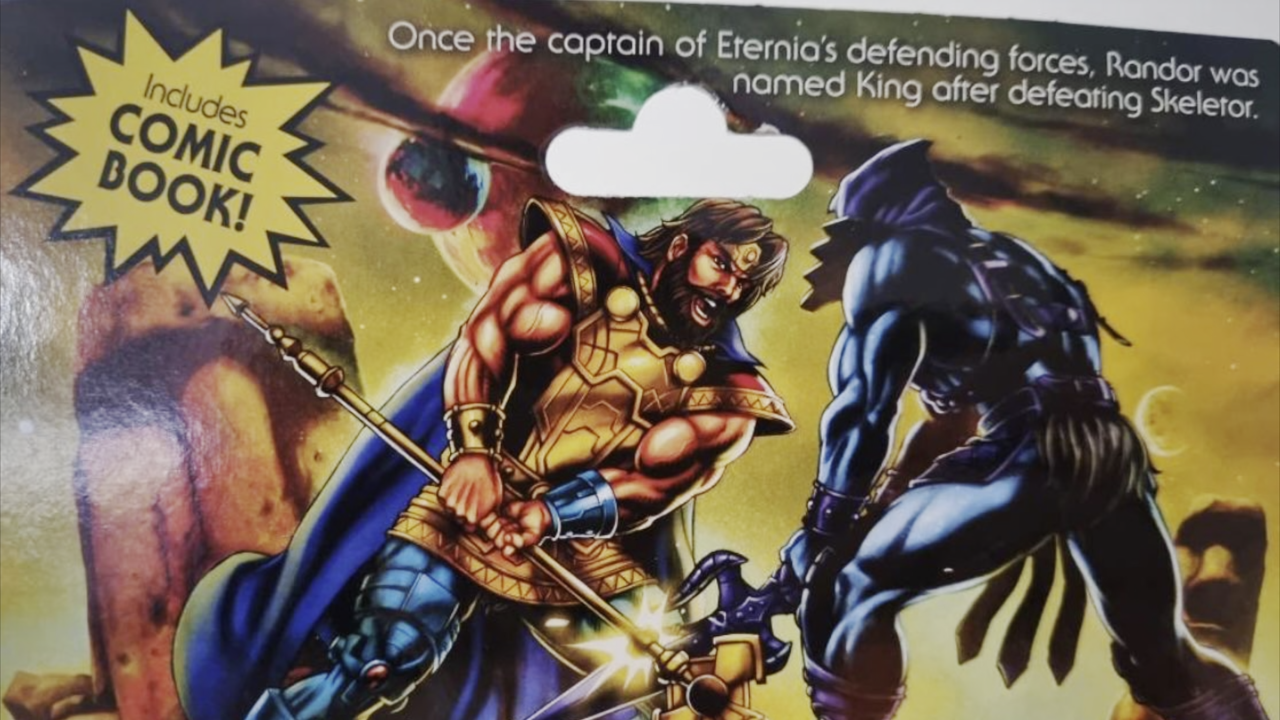 Includes
COMIC
BOOK!
Once the captain of Eternia's defending forces, Randor was
named King after defeating Skeletor.